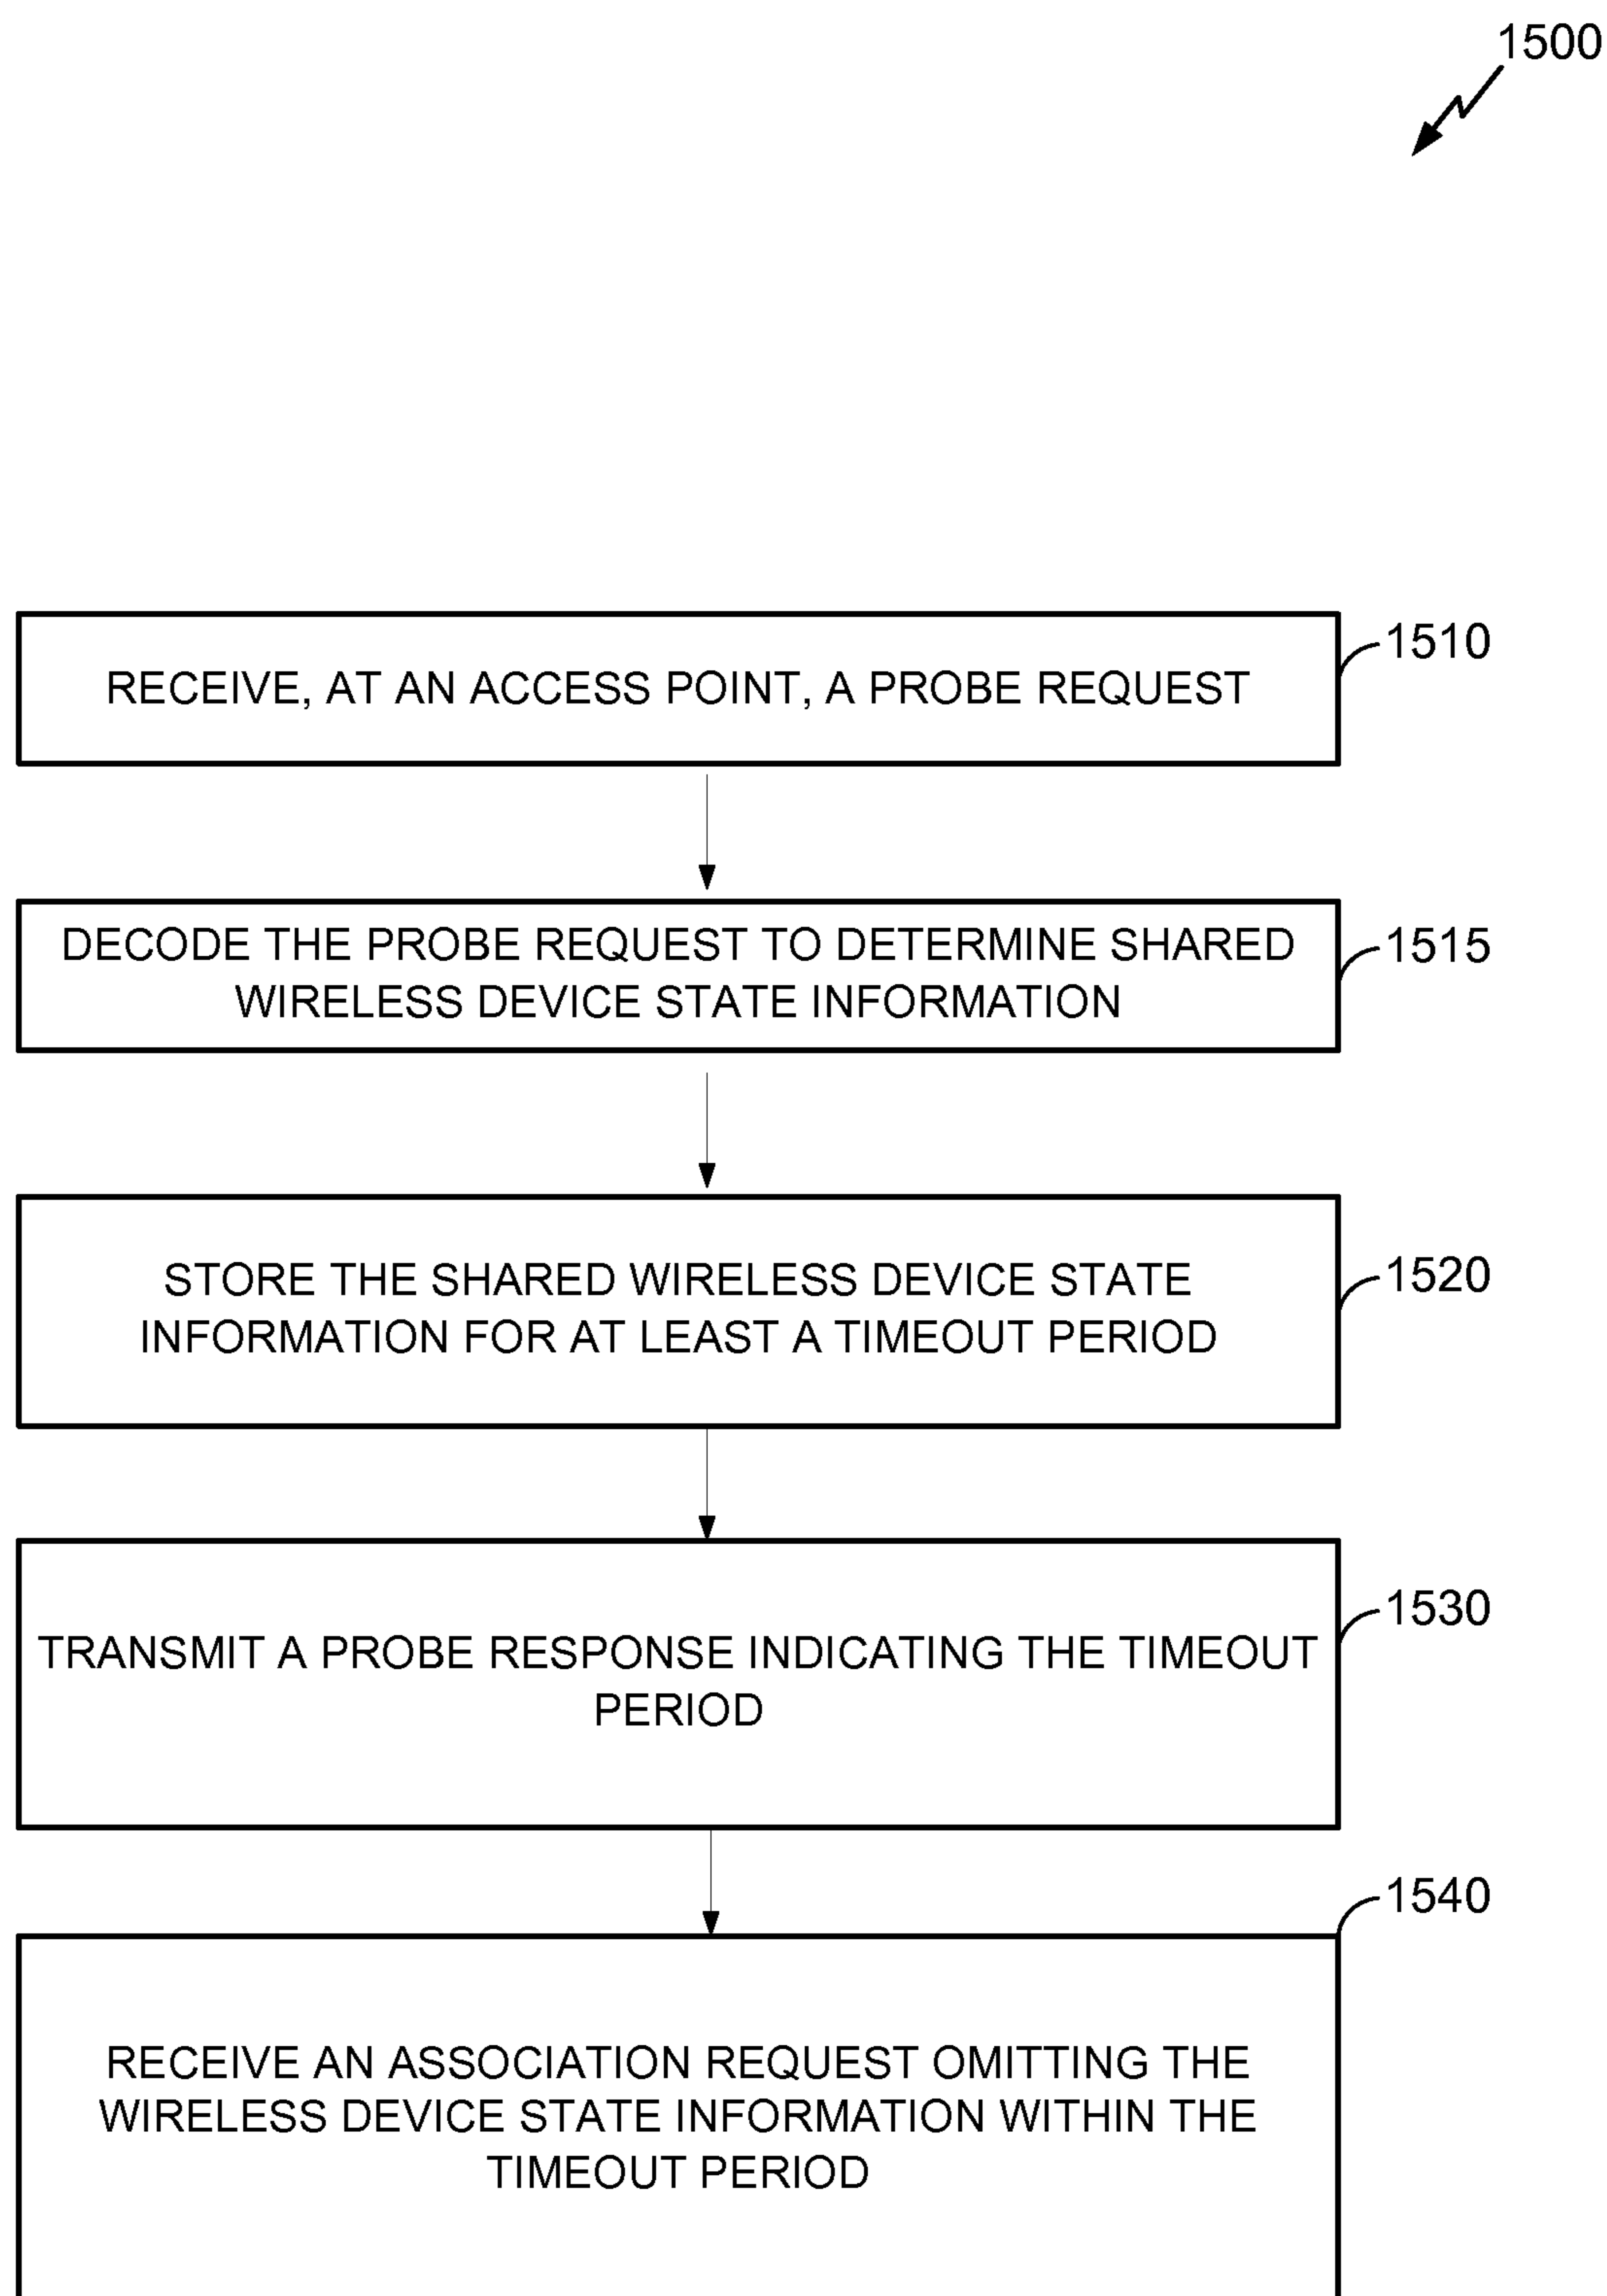 1500
RECEIVE, AT AN ACCESS POINT, A PROBE REQUEST
1510
DECODE THE PROBE REQUEST TO DETERMINE SHARED
WIRELESS DEVICE STATE INFORMATION
1515
STORE THE SHARED WIRELESS DEVICE STATE
INFORMATION FOR AT LEAST A TIMEOUT PERIOD
1520
TRANSMIT A PROBE RESPONSE INDICATING THE TIMEOUT
PERIOD
1530
RECEIVE AN ASSOCIATION REQUEST OMITTING THE
WIRELESS DEVICE STATE INFORMATION WITHIN THE
TIMEOUT PERIOD
1540